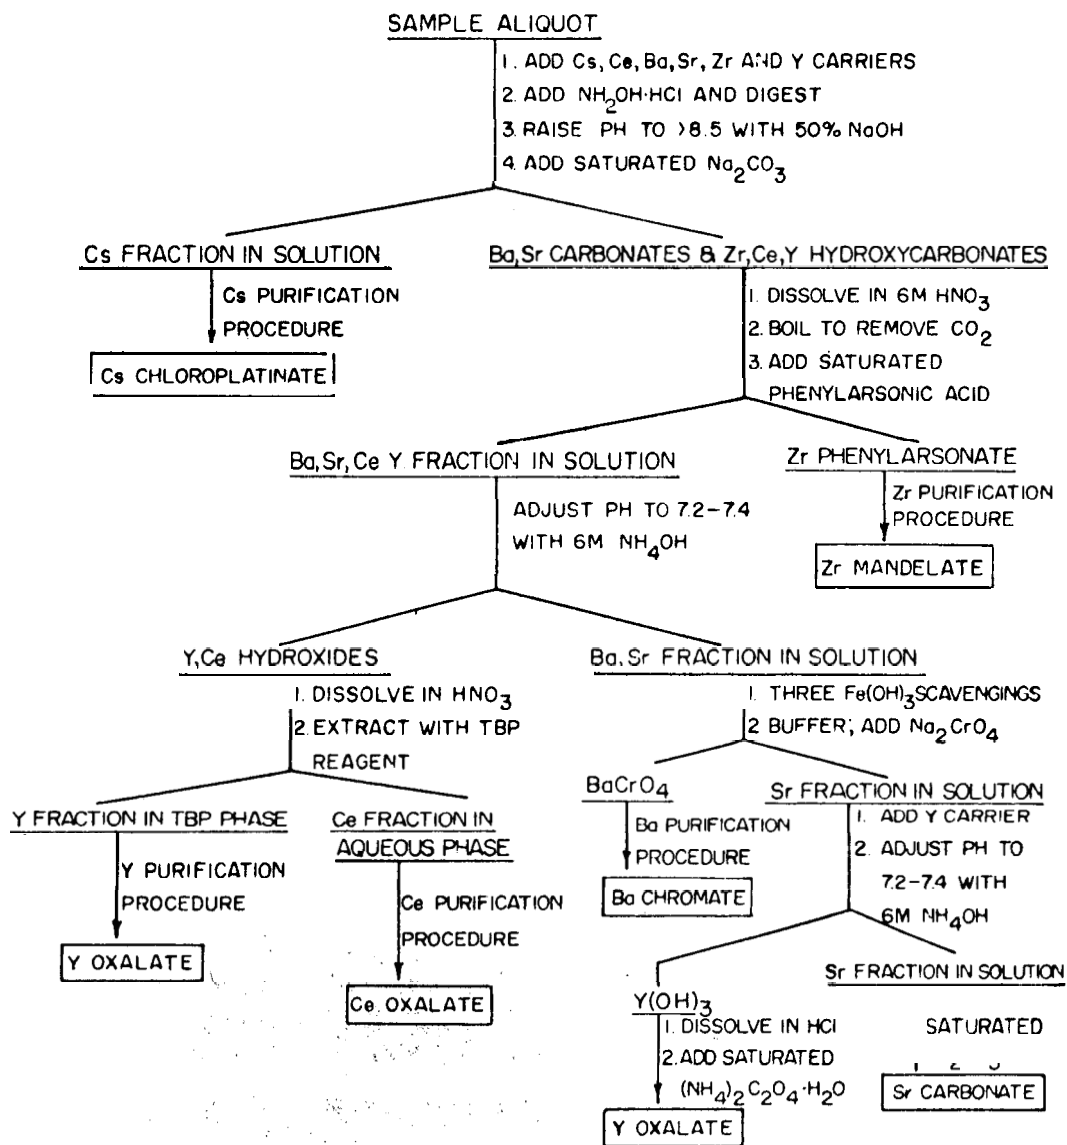 SAMPLE ALIQUOT
1. ADD Cs, Ce, Ba, Sr, Zr AND Y CARRIERS
2. ADD NH2OH·HCl AND DIGEST
3. RAISE PH TO >8.5 WITH 50% NaOH
4. ADD SATURATED Na2CO3
Cs FRACTION IN SOLUTION
Cs PURIFICATION
PROCEDURE
Cs CHLOROPLATINATE
Ba, Sr CARBONATES & Zr, Ce, Y HYDROXYCARBONATES
1. DISSOLVE IN 6M HNO3
2. BOIL TO REMOVE CO2
3. ADD SATURATED
PHENYLARSONIC ACID
Ba, Sr, Ce Y FRACTION IN SOLUTION
ADJUST PH TO 7.2-7.4
WITH 6M NH4OH
Zr PHENYLARSONATE
Zr PURIFICATION
PROCEDURE
Zr MANDELATE
Y, Ce HYDROXIDES
1. DISSOLVE IN HNO3
2. EXTRACT WITH TBP
REAGENT
Y FRACTION IN TBP PHASE
Y PURIFICATION
PROCEDURE
Y OXALATE
Ce FRACTION IN
AQUEOUS PHASE
Ce PURIFICATION
PROCEDURE
Ce OXALATE
Ba, Sr FRACTION IN SOLUTION
1. THREE Fe(OH)3 SCAVENGINGS
2 BUFFER; ADD Na2CrO4
BaCrO4
Ba PURIFICATION
PROCEDURE
Ba CHROMATE
Sr FRACTION IN SOLUTION
1. ADD Y CARRIER
2. ADJUST PH TO
7.2-7.4 WITH
6M NH4OH
Y(OH)3
1. DISSOLVE IN HCl
2. ADD SATURATED
(NH4)2C2O4·H2O
Y OXALATE
Sr FRACTION IN SOLUTION
SATURATED
Sr CARBONATE